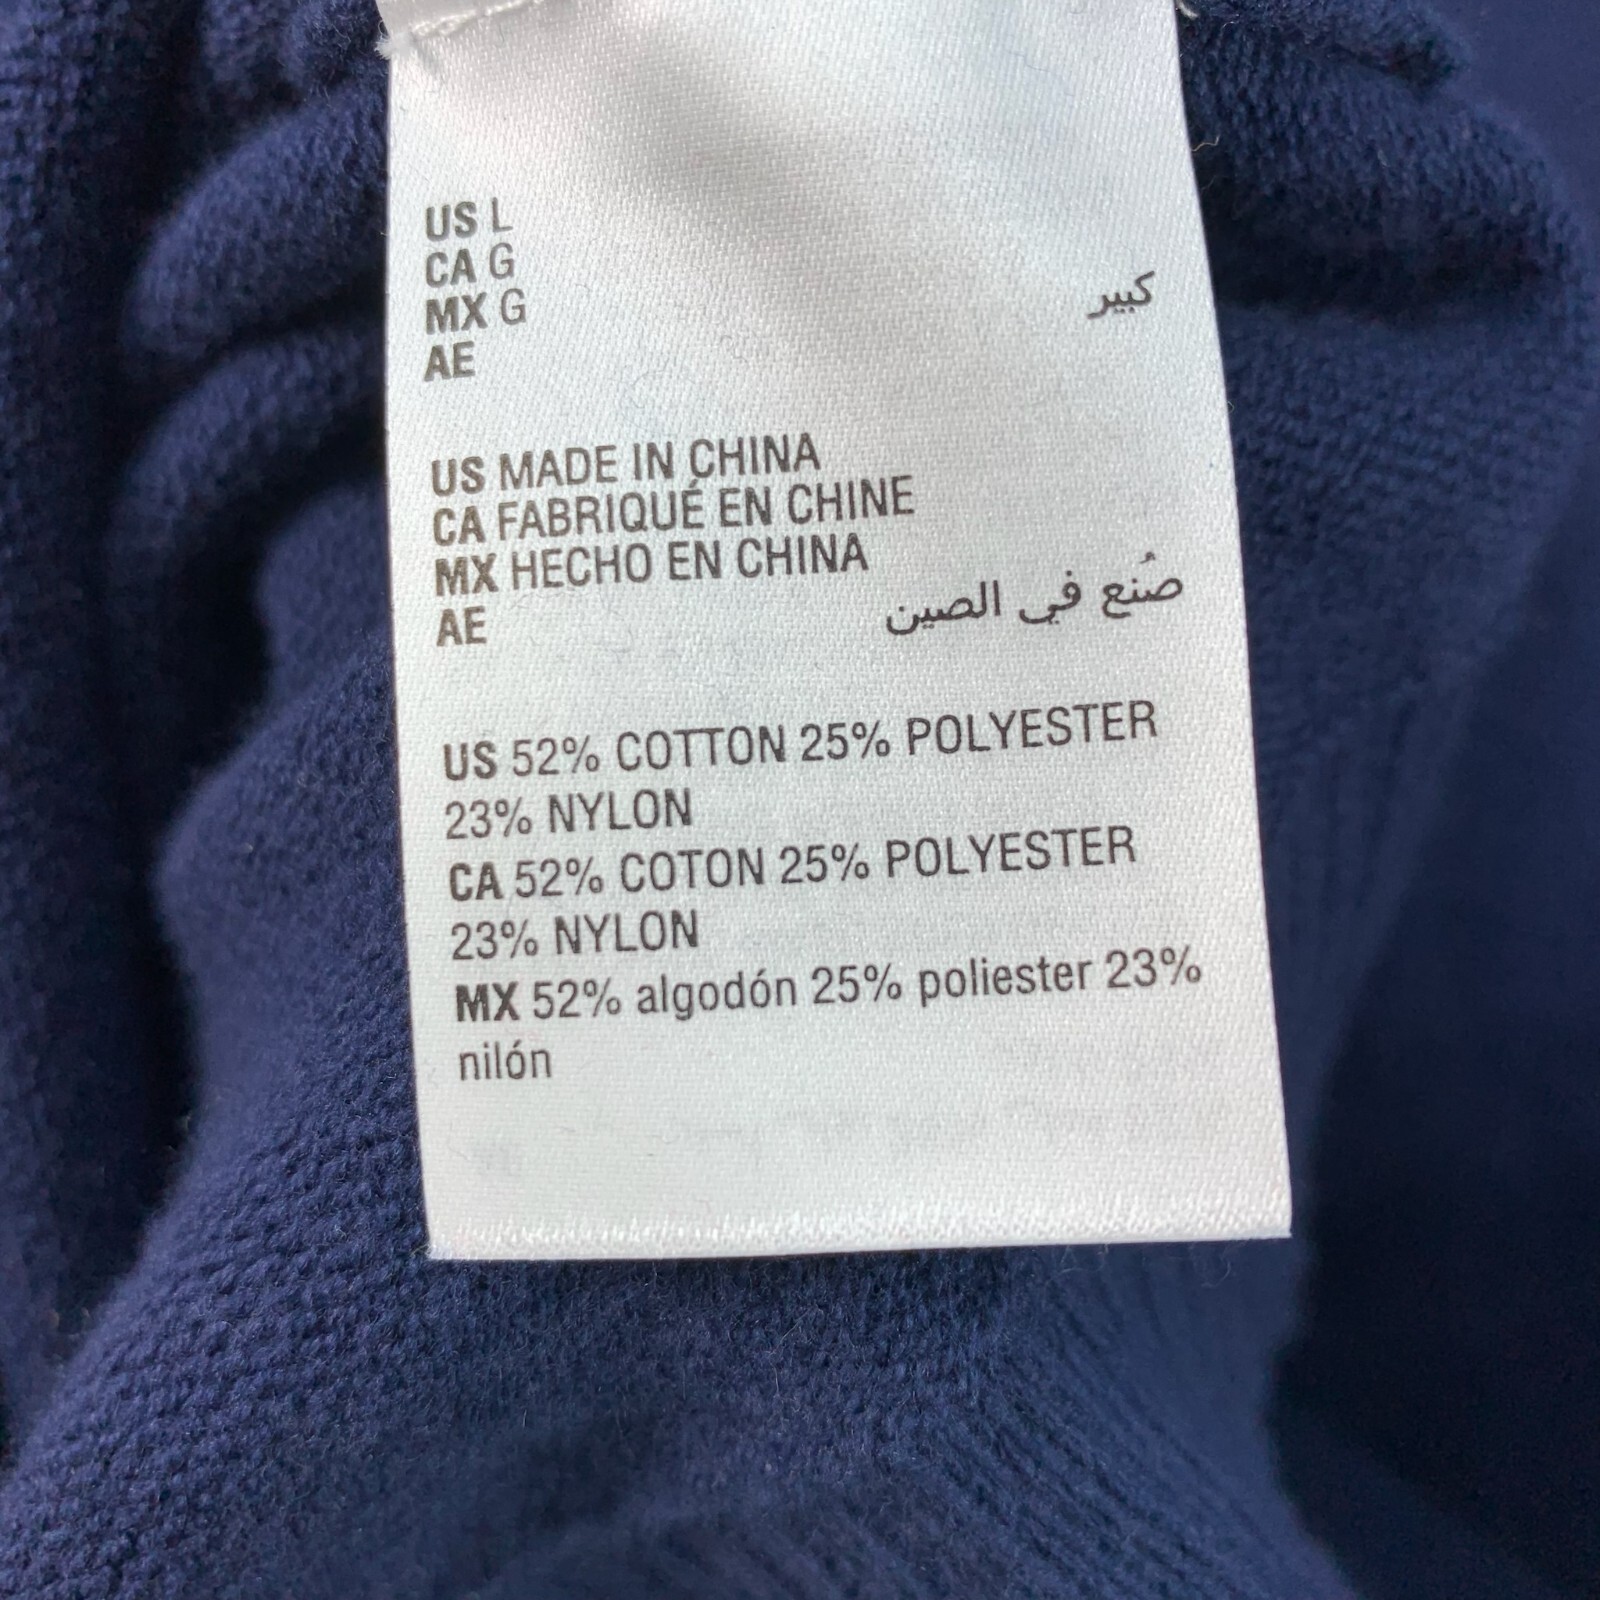 US L
CA G
MX G
AE كبير
US MADE IN CHINA
CA FABRIQUÉ EN CHINE
MX HECHO EN CHINA
AE صُنع في الصين
US 52% COTTON 25% POLYESTER
23% NYLON
CA 52% COTON 25% POLYESTER
23% NYLON
MX 52% algodón 25% poliester 23%
nilón